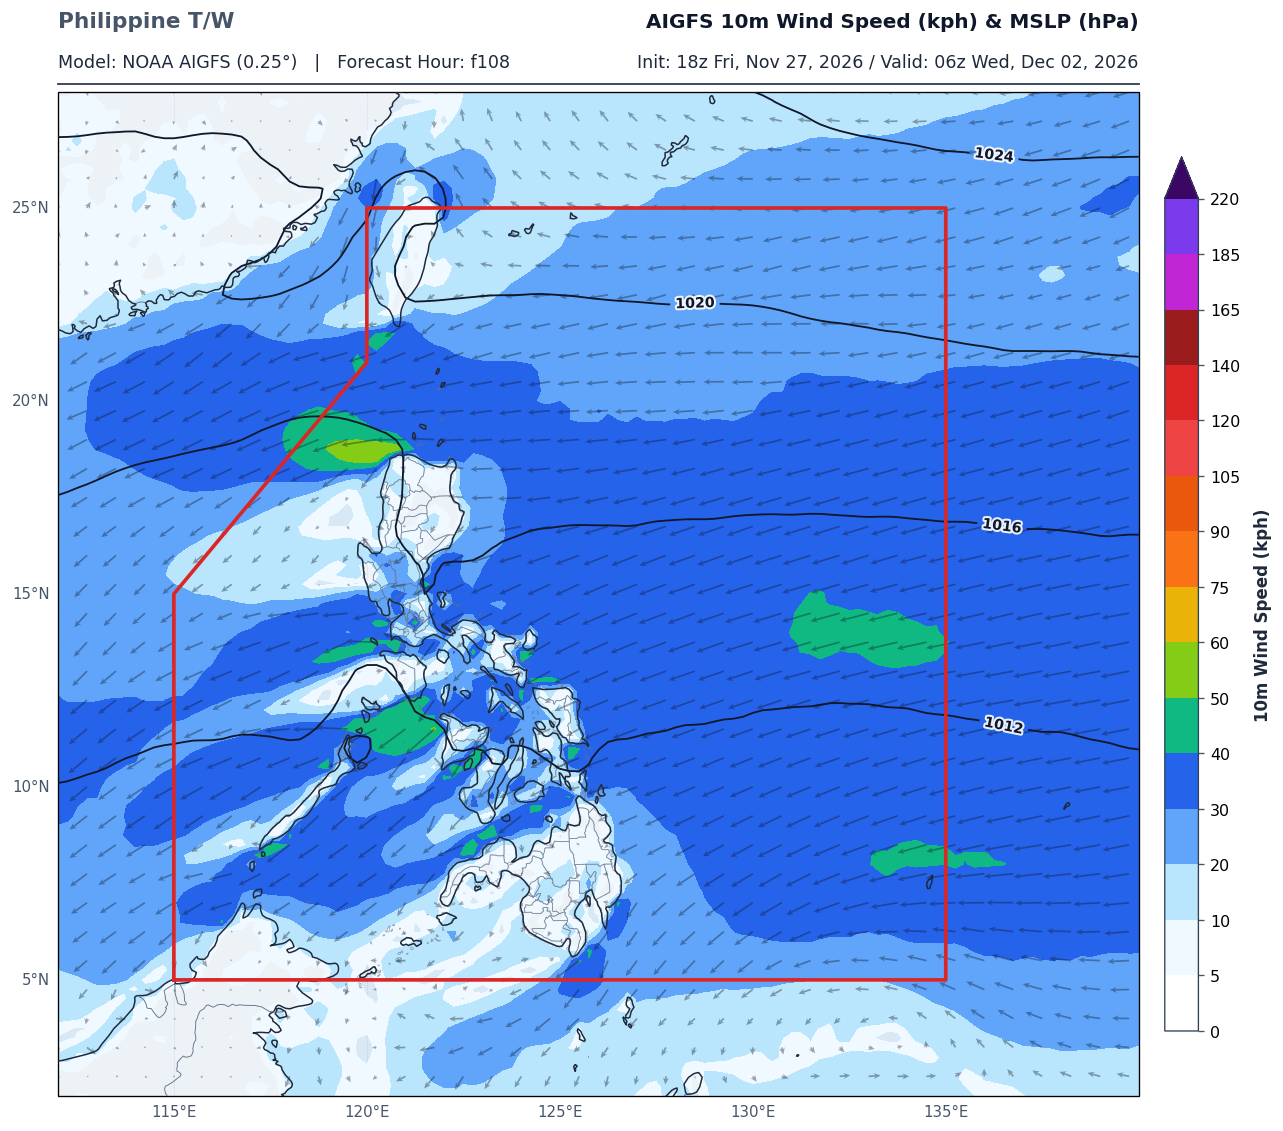 Philippine T/W
AIGFS 10m Wind Speed (kph) & MSLP (hPa)
Model: NOAA AIGFS (0.25°)   |   Forecast Hour: f108
Init: 18z Fri, Nov 27, 2026 / Valid: 06z Wed, Dec 02, 2026
1024
1020
1016
1012
25°N
20°N
15°N
10°N
5°N
115°E
120°E
125°E
130°E
135°E
220
185
165
140
120
105
90
75
60
50
40
30
20
10
5
0
10m Wind Speed (kph)